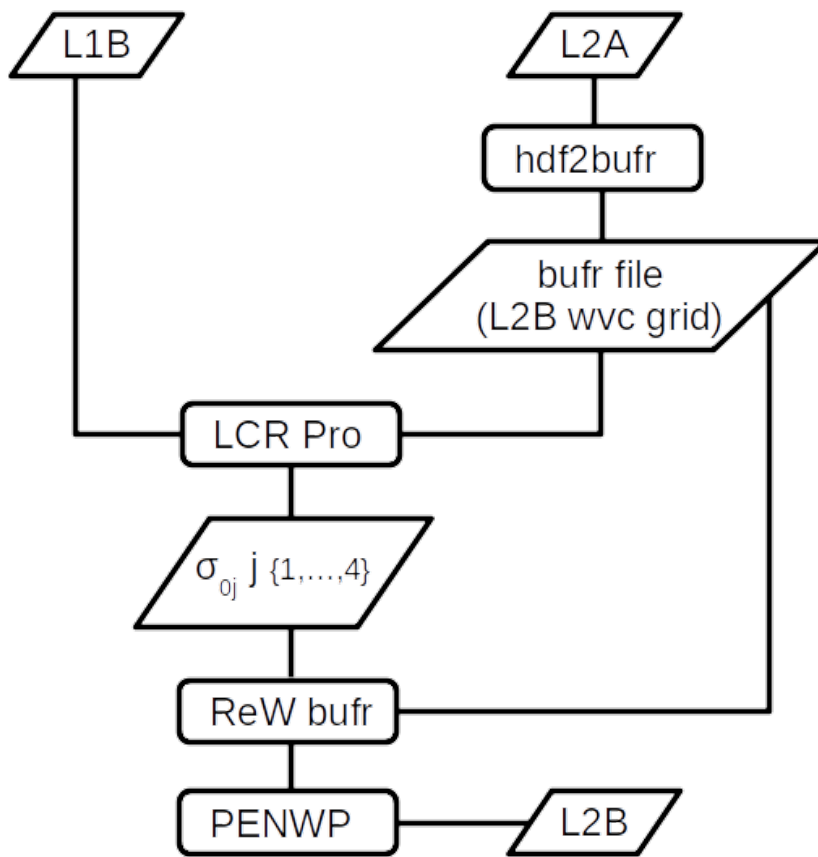 L1B
L2A
hdf2bufr
bufr file
(L2B wvc grid)
LCR Pro
σ0j j {1,...,4}
ReW bufr
PENWP
L2B